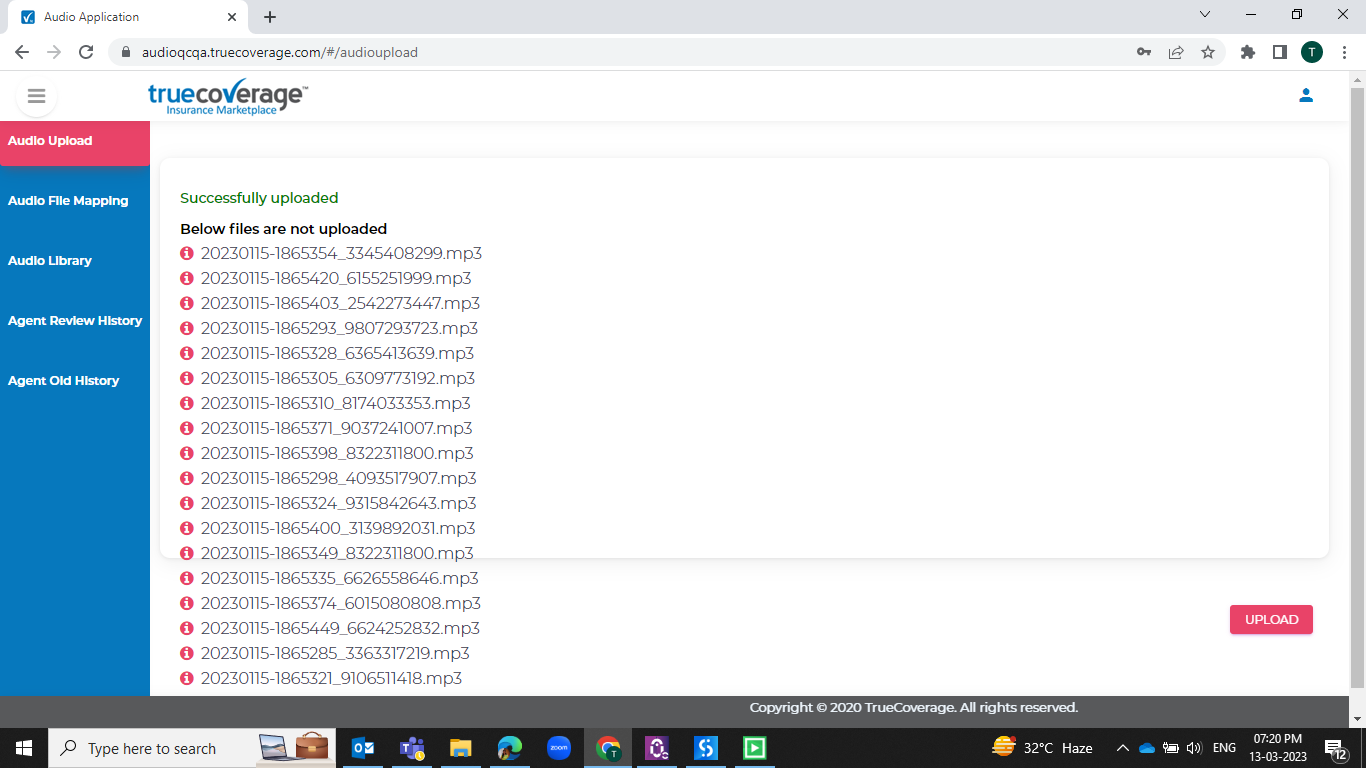 Audio Application
audioqcqa.truecoverage.com/#/audioupload
T
truecoverage™
Insurance Marketplace
Audio Upload
Audio File Mapping
Audio Library
Agent Review History
Agent Old History
Successfully uploaded
Below files are not uploaded
20230115-1865354_3345408299.mp3
20230115-1865420_6155251999.mp3
20230115-1865403_2542273447.mp3
20230115-1865293_9807293723.mp3
20230115-1865328_6365413639.mp3
20230115-1865305_6309773192.mp3
20230115-1865310_8174033353.mp3
20230115-1865371_9037241007.mp3
20230115-1865398_8322311800.mp3
20230115-1865298_4093517907.mp3
20230115-1865324_9315842643.mp3
20230115-1865400_3139892031.mp3
20230115-1865349_8322311800.mp3
20230115-1865335_6626558646.mp3
20230115-1865374_6015080808.mp3
20230115-1865449_6624252832.mp3
20230115-1865285_3363317219.mp3
20230115-1865321_9106511418.mp3
UPLOAD
Copyright © 2020 TrueCoverage. All rights reserved.
Type here to search
zoom
T
32°C Haze
ENG
07:20 PM
13-03-2023
12